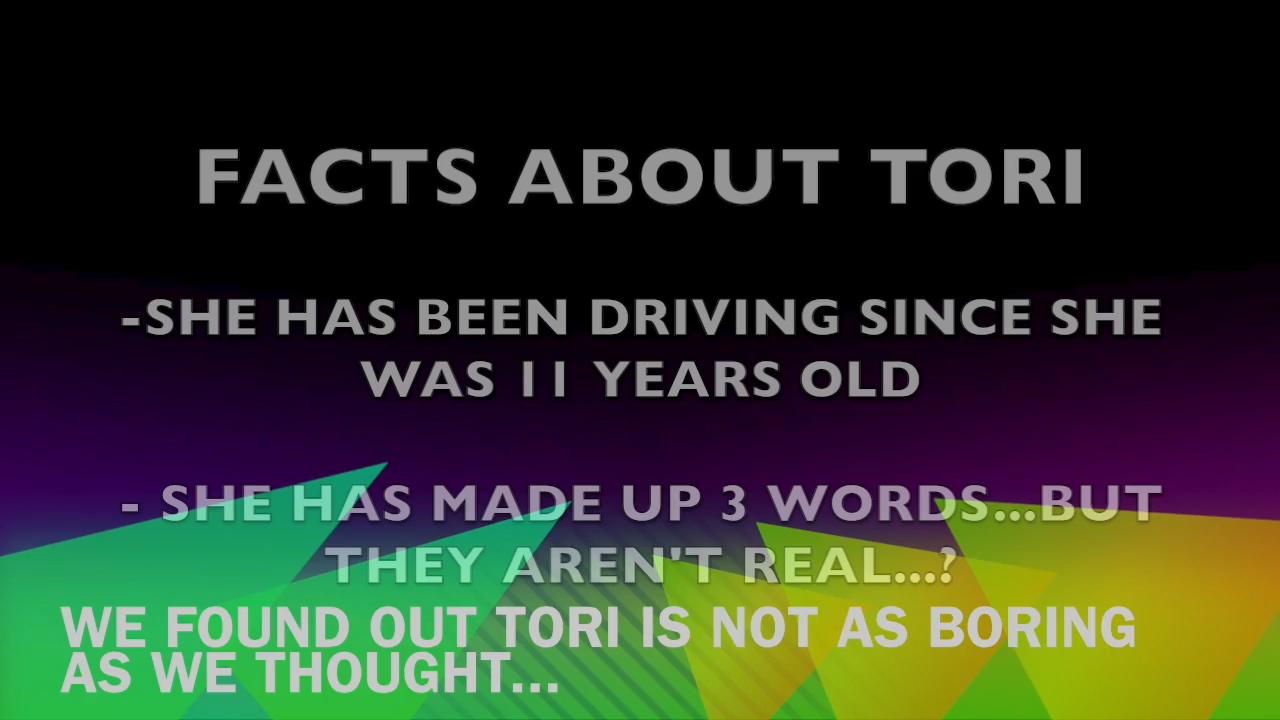 FACTS ABOUT TORI
-SHE HAS BEEN DRIVING SINCE SHE
WAS 11 YEARS OLD
- SHE HAS MADE UP 3 WORDS...BUT
THEY AREN'T REAL...?
WE FOUND OUT TORI IS NOT AS BORING
AS WE THOUGHT...